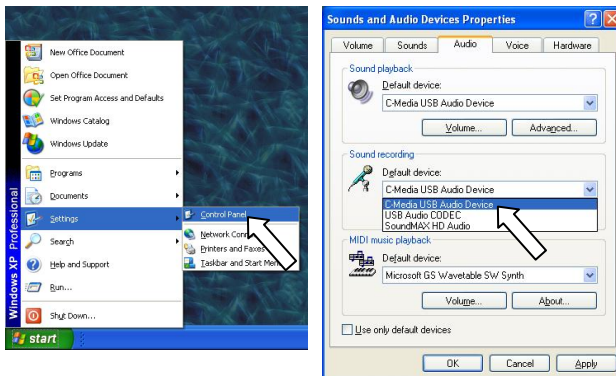 New Office Document
Open Office Document
Set Program Access and Defaults
Windows Catalog
Windows Update
Programs
Documents
Settings
Search
Help and Support
Run...
Shut Down...
Windows XP Professional
Control Panel
Network Conn
Printers and Faxes
Taskbar and Start Men
start
Sounds and Audio Devices Properties
Volume Sounds Audio Voice Hardware
Sound playback
Default device:
C-Media USB Audio Device
Volume... Advanced...
Sound recording
Default device:
C-Media USB Audio Device
C-Media USB Audio Device
USB Audio CODEC
SoundMAX HD Audio
MIDI music playback
Default device:
Microsoft GS Wavetable SW Synth
Volume... About...
Use only default devices
OK Cancel Apply